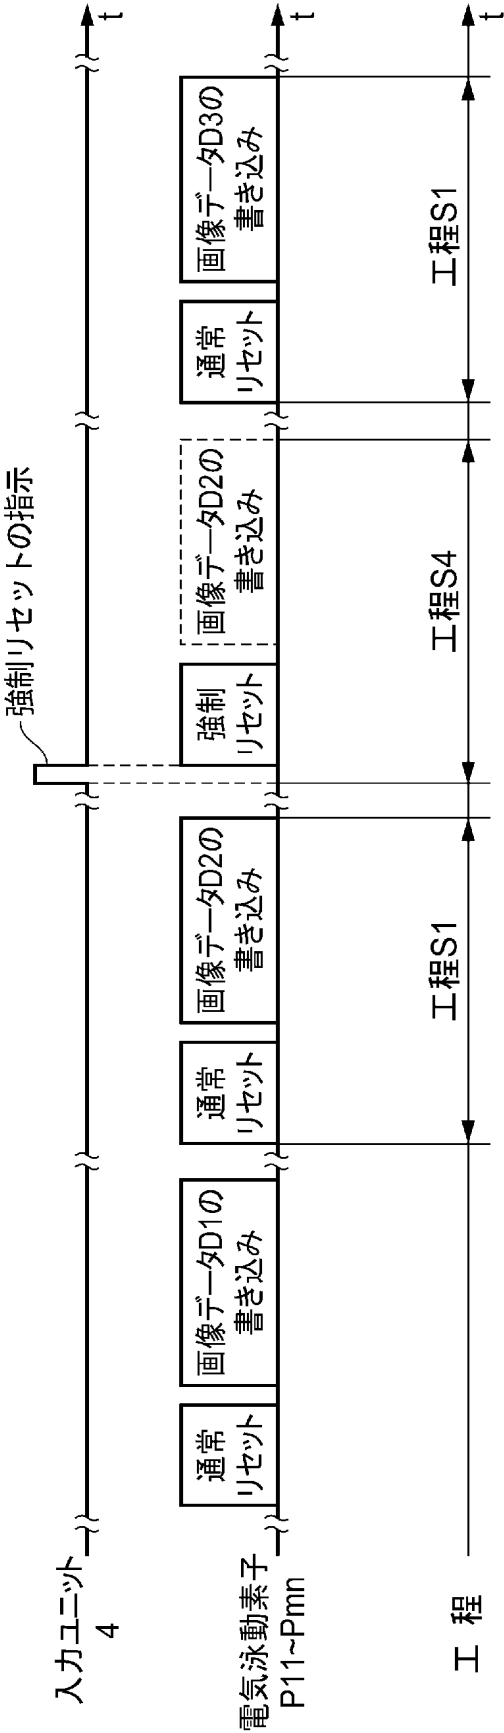 強制リセットの指示
入力ユニット
4
t
電気泳動素子
P11~Pmn
通常
リセット
画像データD1の
書き込み
通常
リセット
画像データD2の
書き込み
強制
リセット
画像データD2の
書き込み
通常
リセット
画像データD3の
書き込み
t
工 程
工程S1
工程S4
工程S1
t